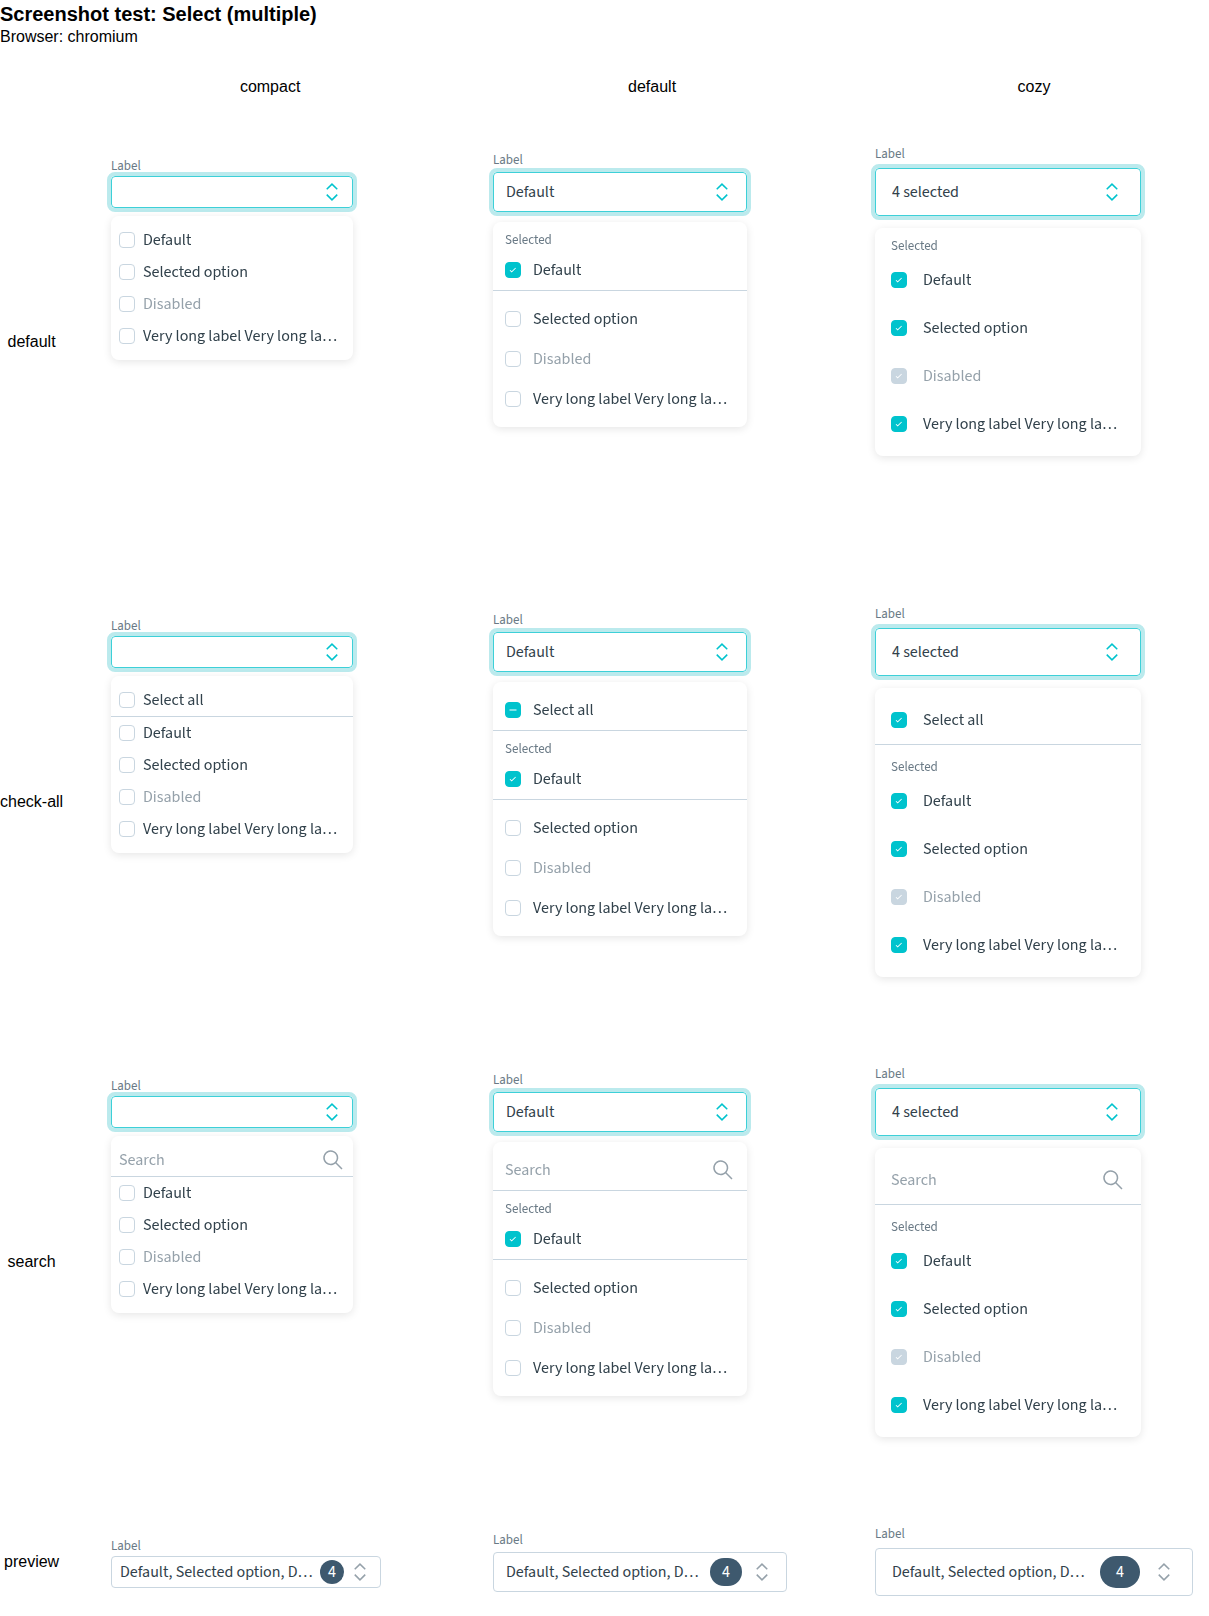 Screenshot test: Select (multiple)
Browser: chromium
compact
default
cozy
default
Label
Default
Selected option
Disabled
Very long label Very long la…
Label
Default
Selected
Default
Selected option
Disabled
Very long label Very long la…
Label
4 selected
Selected
Default
Selected option
Disabled
Very long label Very long la…
check-all
Label
Select all
Default
Selected option
Disabled
Very long label Very long la…
Label
Default
Select all
Selected
Default
Selected option
Disabled
Very long label Very long la…
Label
4 selected
Select all
Selected
Default
Selected option
Disabled
Very long label Very long la…
search
Label
Search
Default
Selected option
Disabled
Very long label Very long la…
Label
Default
Search
Selected
Default
Selected option
Disabled
Very long label Very long la…
Label
4 selected
Search
Selected
Default
Selected option
Disabled
Very long label Very long la…
preview
Label
Default, Selected option, D… 4
Label
Default, Selected option, D… 4
Label
Default, Selected option, D… 4